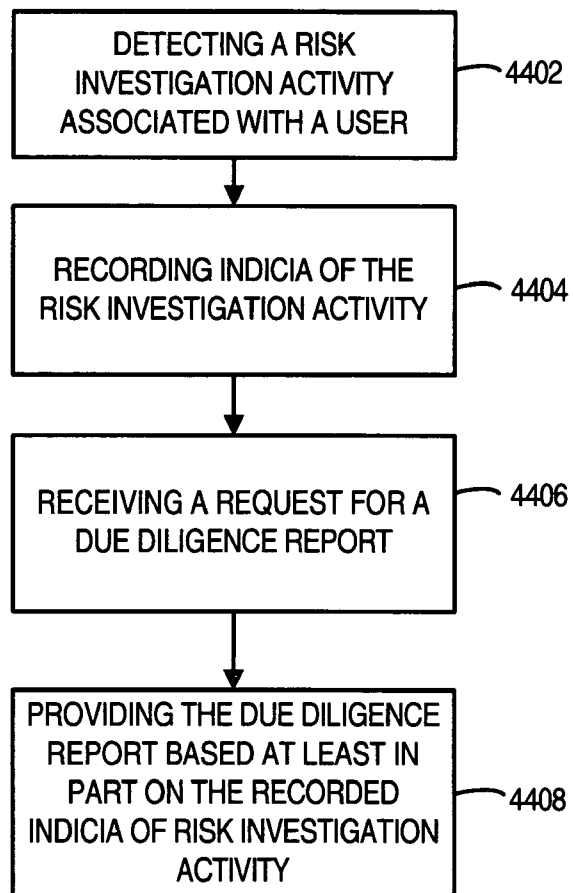 DETECTING A RISK
INVESTIGATION ACTIVITY
ASSOCIATED WITH A USER
4402
RECORDING INDICIA OF THE
RISK INVESTIGATION ACTIVITY
4404
RECEIVING A REQUEST FOR A
DUE DILIGENCE REPORT
4406
PROVIDING THE DUE DILIGENCE
REPORT BASED AT LEAST IN
PART ON THE RECORDED
INDICIA OF RISK INVESTIGATION
ACTIVITY
4408